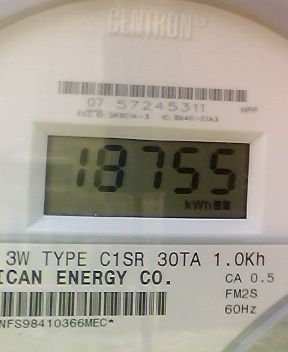 CENTRON®
07 57245311
HPP
18755
kWh
3W TYPE C1SR 30TA 1.0Kh
ICAN ENERGY CO.
CA 0.5
FM2S
60Hz
NFS98410366MEC*